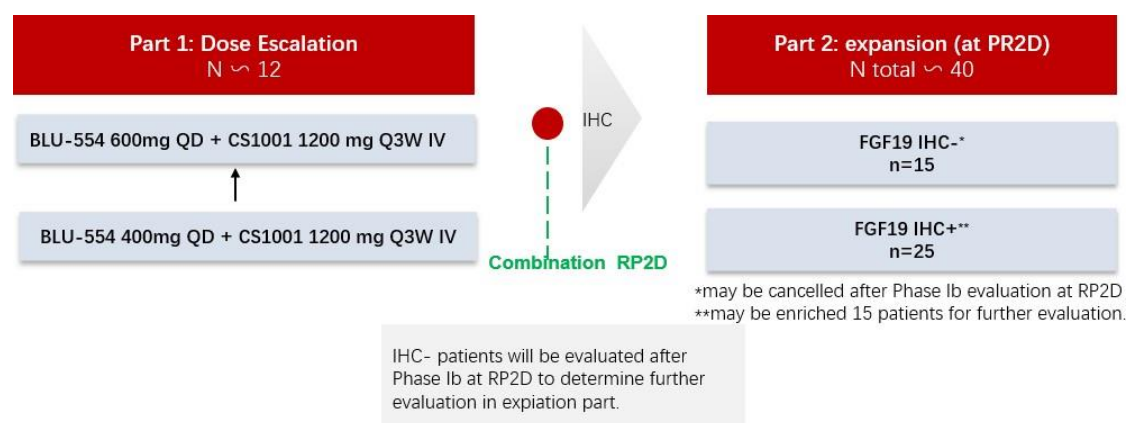 Part 1: Dose Escalation
N ∽ 12
BLU-554 600mg QD + CS1001 1200 mg Q3W IV
BLU-554 400mg QD + CS1001 1200 mg Q3W IV
IHC
Combination RP2D
Part 2: expansion (at PR2D)
N total ∽ 40
FGF19 IHC-*
n=15
FGF19 IHC+**
n=25
*may be cancelled after Phase Ib evaluation at RP2D
**may be enriched 15 patients for further evaluation.
IHC- patients will be evaluated after
Phase Ib at RP2D to determine further
evaluation in expiation part.